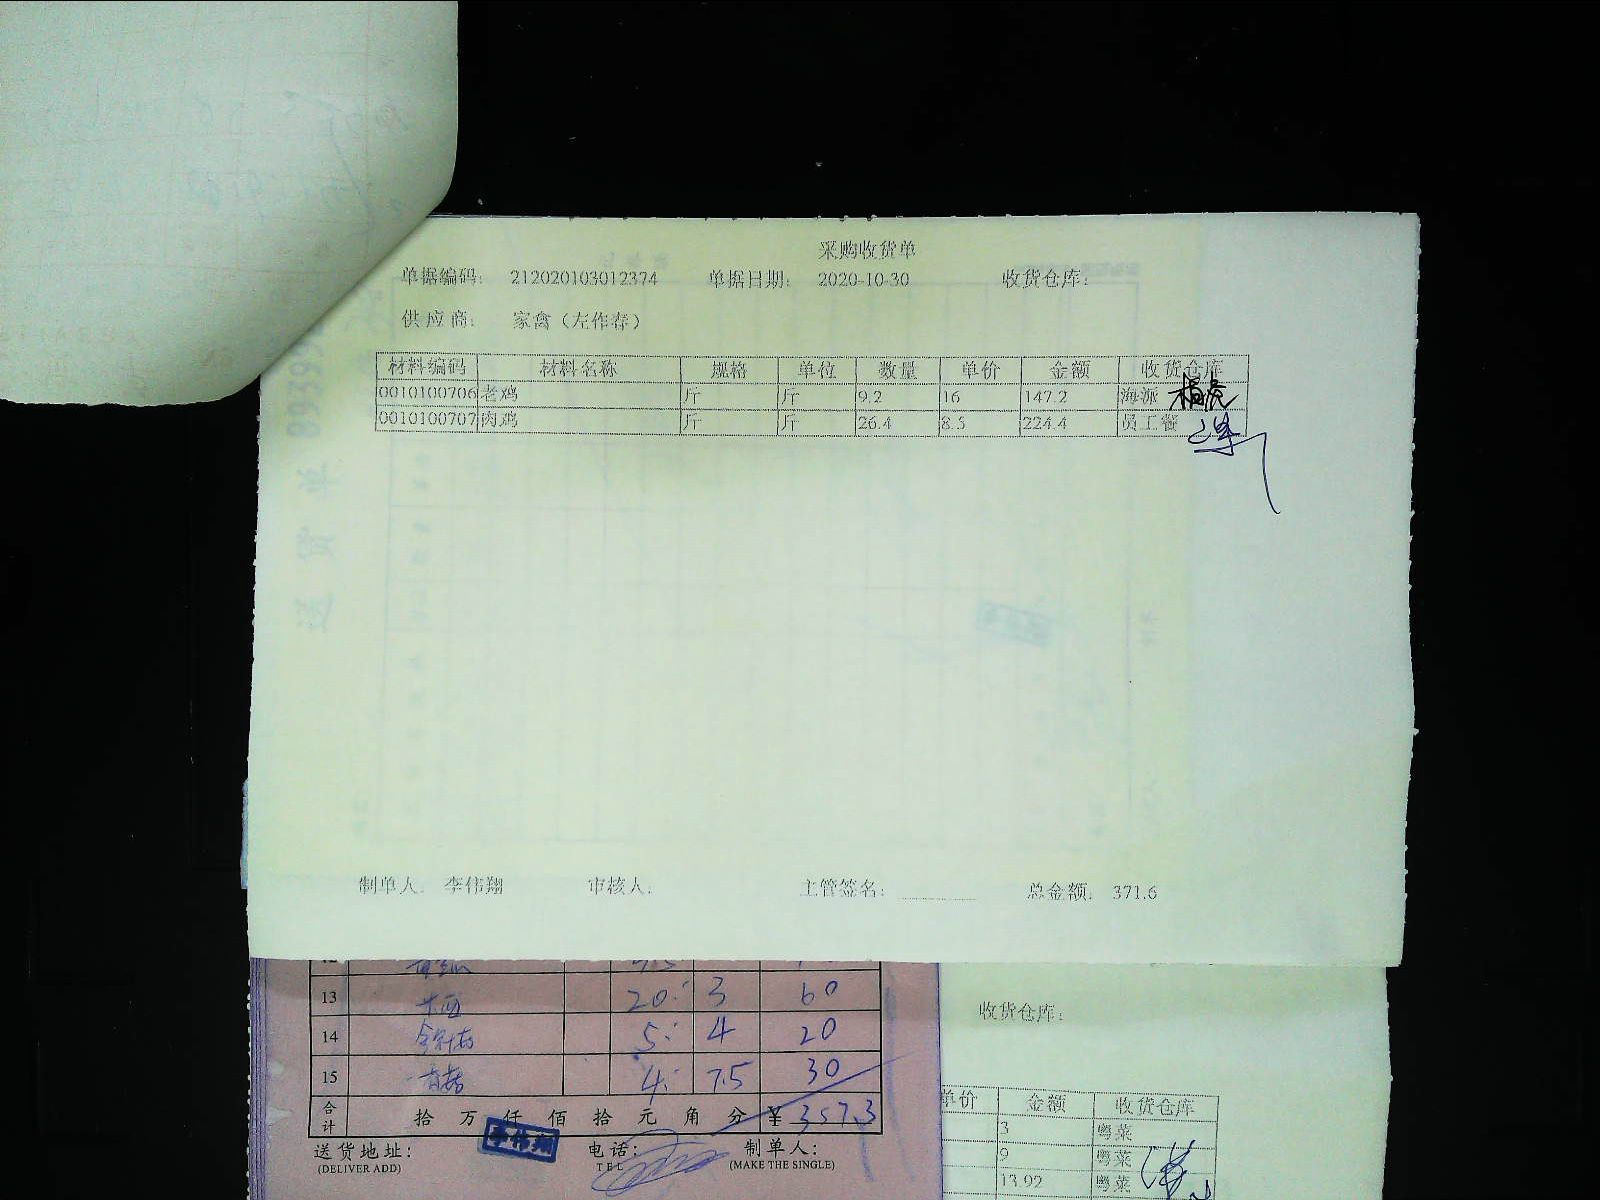 采购收货单
单据编码: 212020103012374 单据日期: 2020-10-30 收货仓库:
供应商: 家禽（左作春）
材料编码 材料名称 规格 单位 数量 单价 金额 收货仓库
0010100706 老鸡 斤 斤 9.2 16 147.2 海派
0010100707 肉鸡 斤 斤 26.4 8.5 224.4 员工餐
制单人: 李伟翔 审核人: 主管签名: 总金额: 371.6
13 20 3 60
14 5 4 20
15 4 7.5 30
合计 拾 万 仟 佰 拾 元 角 分 ¥ 357.3
送货地址: 电话: 制单人:
(DELIVER ADD) TEL (MAKE THE SINGLE)
李伟翔
收货仓库:
单价 金额 收货仓库
3 粤菜
9 粤菜
13.92 粤菜